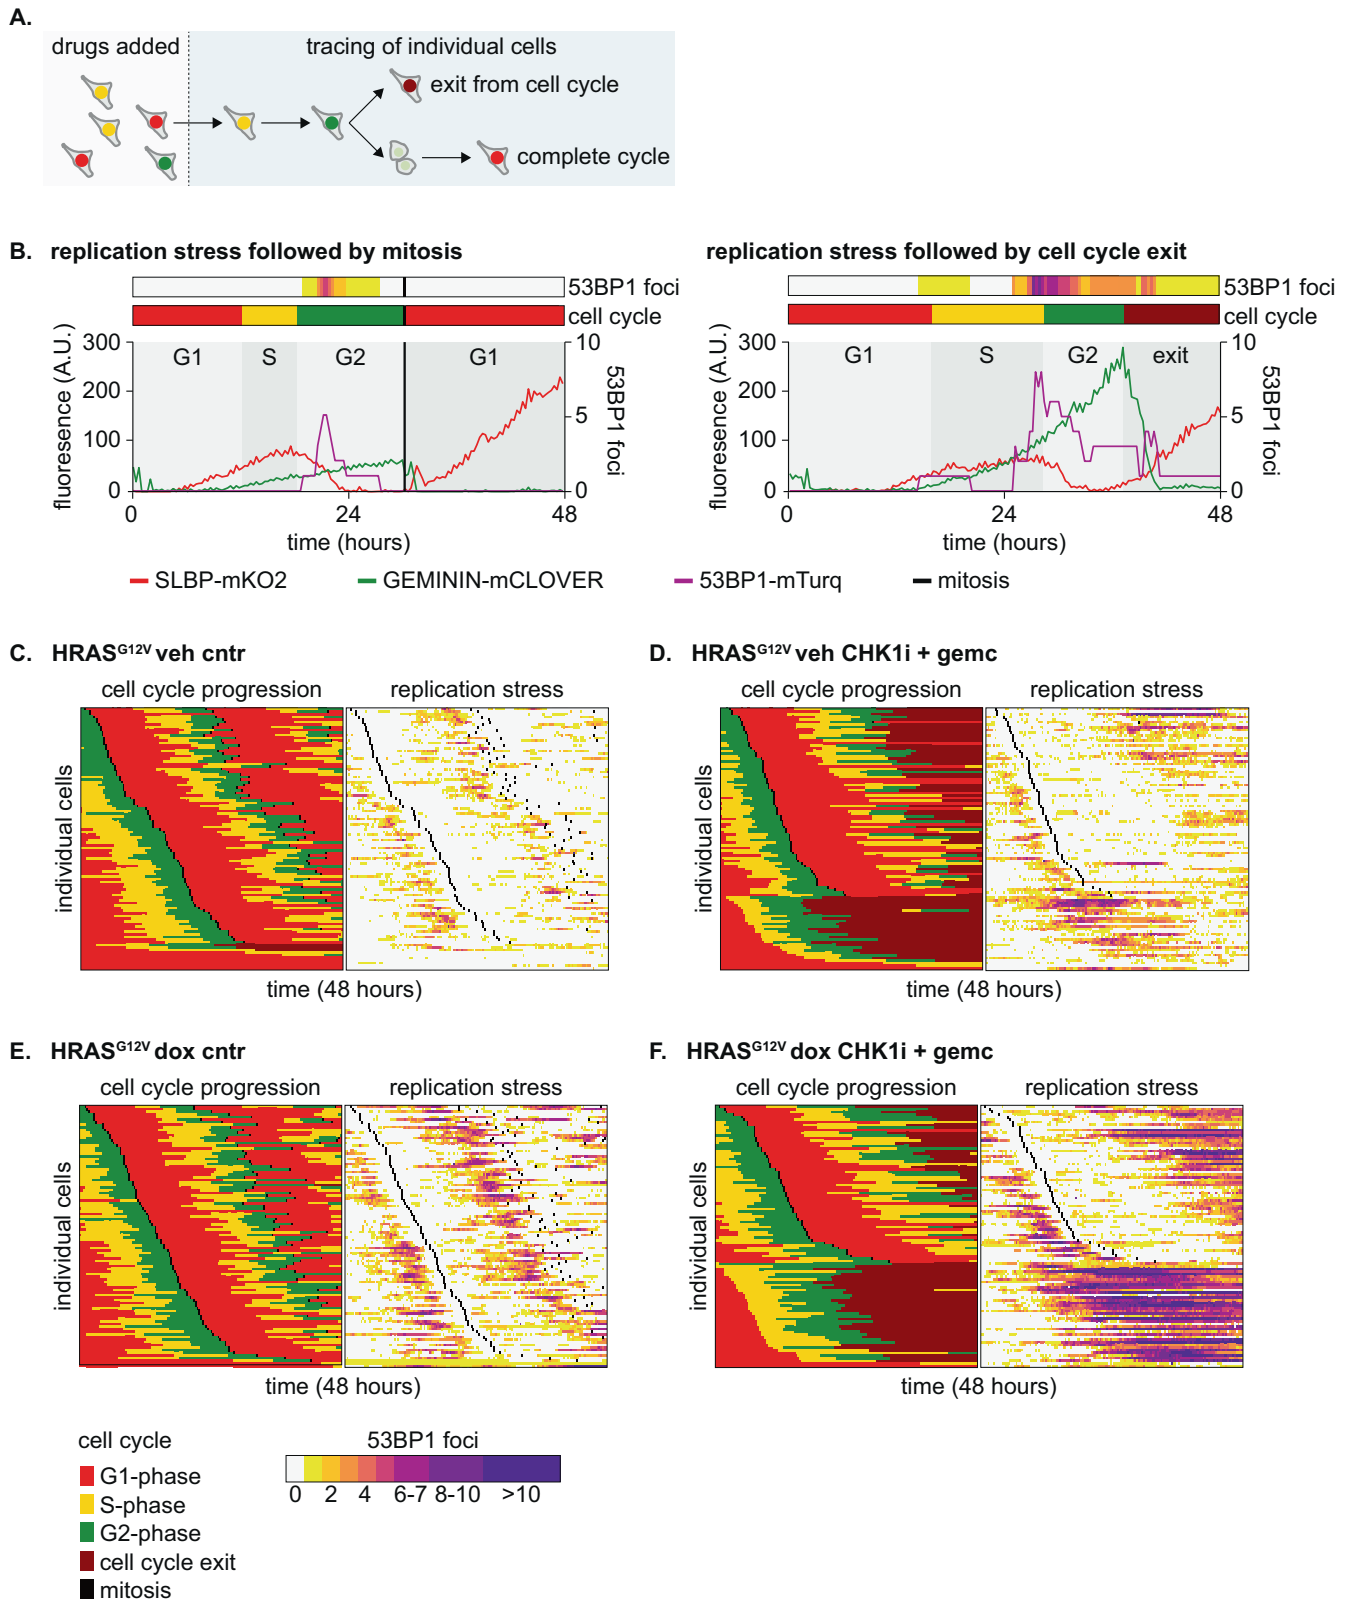 A.
drugs added
tracing of individual cells
exit from cell cycle
complete cycle
B. replication stress followed by mitosis
replication stress followed by cell cycle exit
53BP1 foci
cell cycle
fluoresence (A.U.)
300
200
100
0
G1
S
G2
G1
10
5
0
53BP1 foci
0
24
48
time (hours)
53BP1 foci
cell cycle
fluoresence (A.U.)
300
200
100
0
G1
S
G2
exit
10
5
0
53BP1 foci
0
24
48
time (hours)
SLBP-mKO2
GEMININ-mCLOVER
53BP1-mTurq
mitosis
C. HRASG12V veh cntr
cell cycle progression
replication stress
individual cells
time (48 hours)
D. HRASG12V veh CHK1i + gemc
cell cycle progression
replication stress
individual cells
time (48 hours)
E. HRASG12V dox cntr
cell cycle progression
replication stress
individual cells
time (48 hours)
F. HRASG12V dox CHK1i + gemc
cell cycle progression
replication stress
individual cells
time (48 hours)
cell cycle
G1-phase
S-phase
G2-phase
cell cycle exit
mitosis
53BP1 foci
0 2 4 6-7 8-10 >10